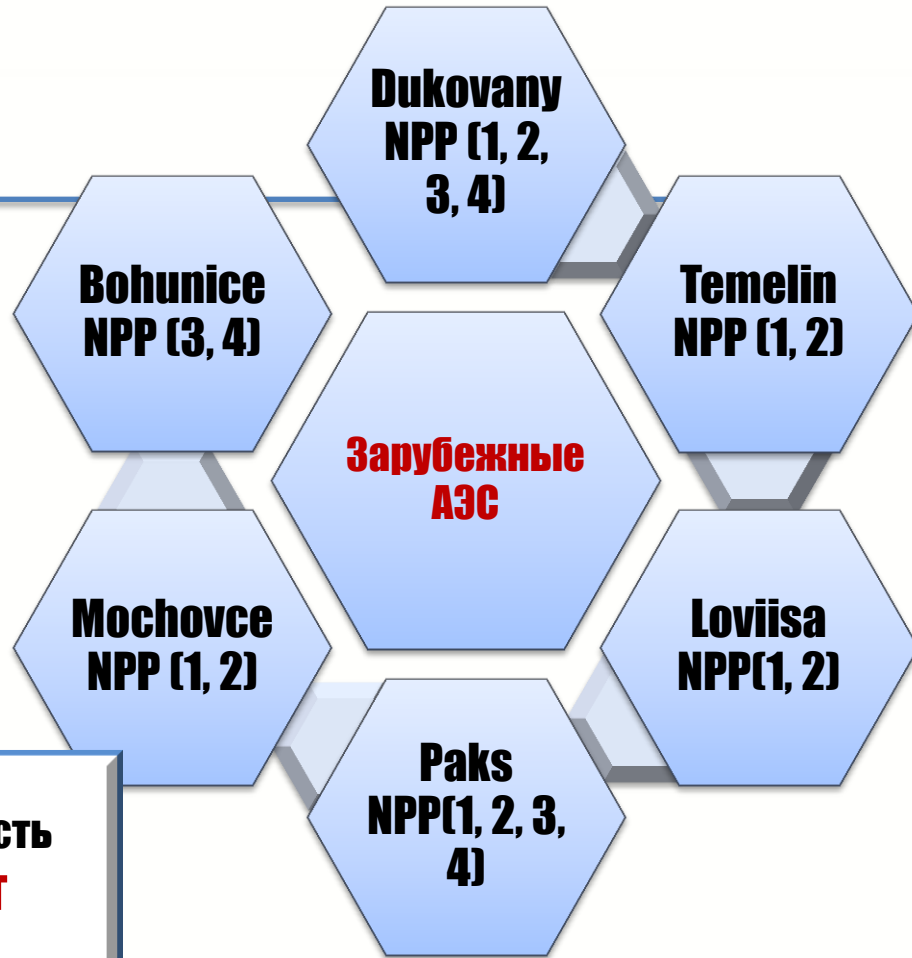 Dukovany
NPP (1, 2,
3, 4)
Bohunice
NPP (3, 4)
Temelin
NPP (1, 2)
Зарубежные
АЭС
Mochovce
NPP (1, 2)
Loviisa
NPP(1, 2)
Paks
NPP(1, 2, 3,
4)